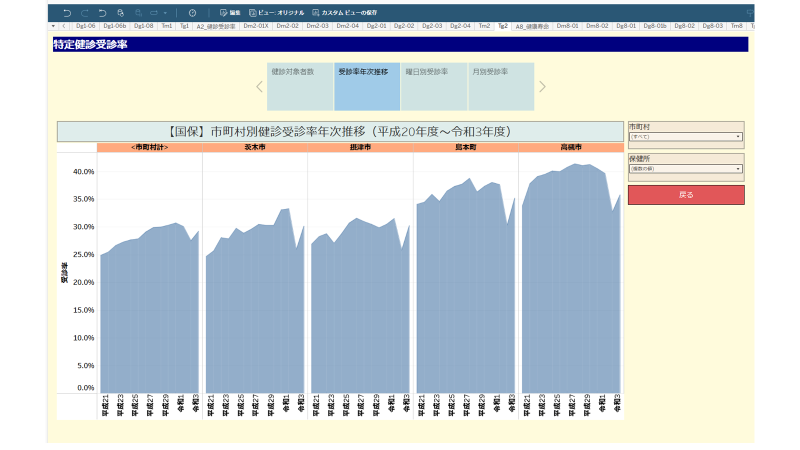 編集 ビュー: オリジナル カスタム ビューの保存
Dg1-06 Dg1-06b Dg1-08 Tm1 Tg1 A2_健診受診率 Dm2-01X Dm2-02 Dm2-03 Dm2-04 Dg2-01 Dg2-02 Dg2-03 Dg2-04 Tm2 Tg2 A8_健康寿命 Dm8-01 Dm8-02 Dg8-01 Dg8-01b Dg8-02 Dg8-03 Tm8
特定健診受診率
健診対象者数 受診率年次推移 曜日別受診率 月別受診率
【国保】市町村別健診受診率年次推移（平成20年度～令和3年度）
<市町村計> 茨木市 摂津市 島本町 高槻市
受診率
40.0%
35.0%
30.0%
25.0%
20.0%
15.0%
10.0%
5.0%
0.0%
平成21 平成23 平成25 平成27 平成29 令和1 令和3 平成21 平成23 平成25 平成27 平成29 令和1 令和3 平成21 平成23 平成25 平成27 平成29 令和1 令和3 平成21 平成23 平成25 平成27 平成29 令和1 令和3 平成21 平成23 平成25 平成27 平成29 令和1 令和3
市町村
(すべて)
保健所
(複数の値)
戻る